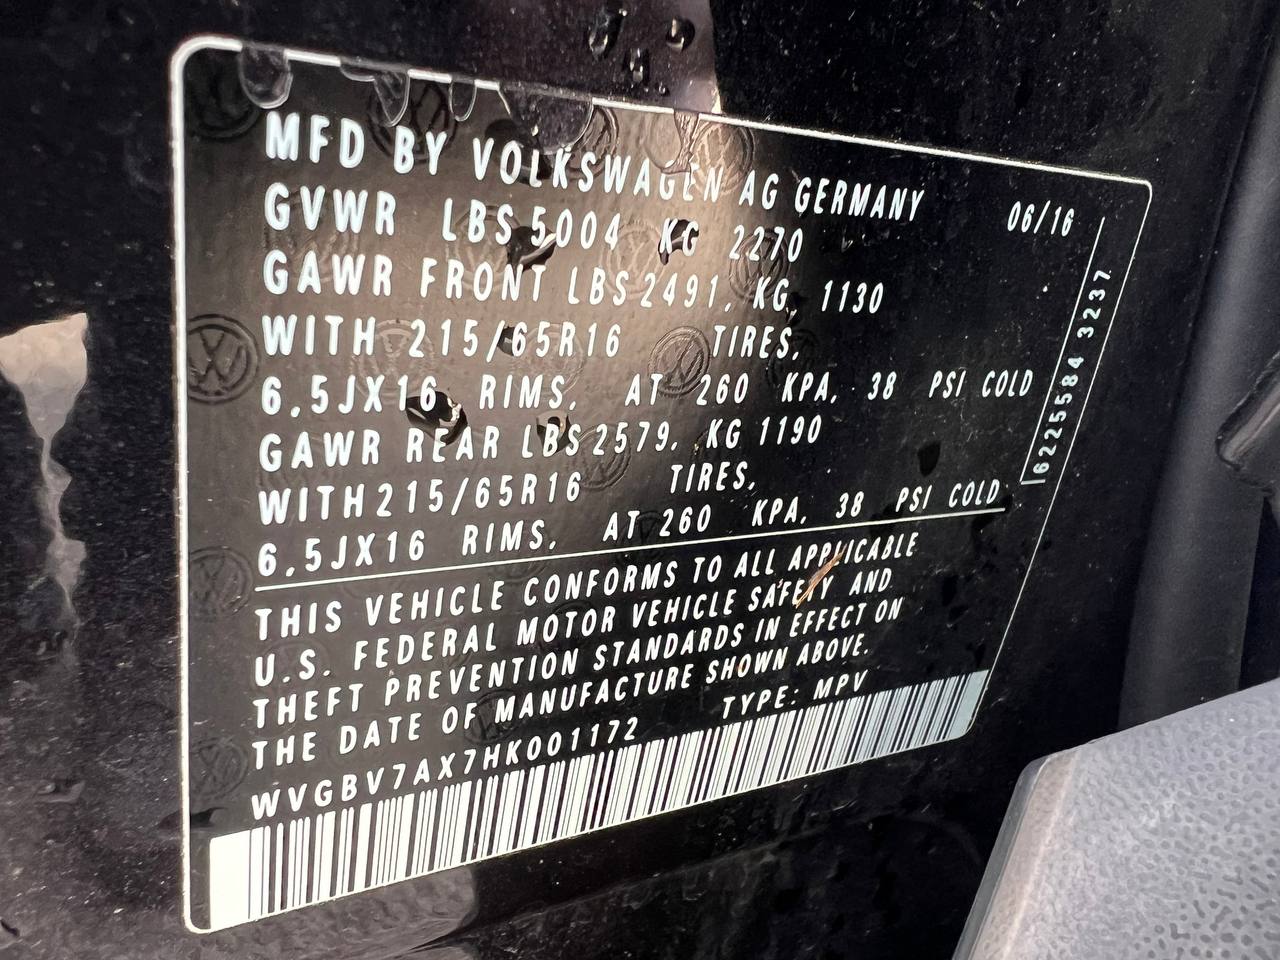 MFD BY VOLKSWAGEN AG GERMANY 06/16
GVWR LBS 5004 KG 2270
GAWR FRONT LBS 2491, KG, 1130
WITH 215/65R16 TIRES,
6.5JX16 RIMS, AT 260 KPA, 38 PSI COLD
GAWR REAR LBS 2579, KG 1190
WITH 215/65R16 TIRES,
6.5JX16 RIMS, AT 260 KPA, 38 PSI COLD
6225584 3237
THIS VEHICLE CONFORMS TO ALL APPLICABLE
U.S. FEDERAL MOTOR VEHICLE SAFETY AND
THEFT PREVENTION STANDARDS IN EFFECT ON
THE DATE OF MANUFACTURE SHOWN ABOVE.
WVGBV7AX7HK001172 TYPE: MPV